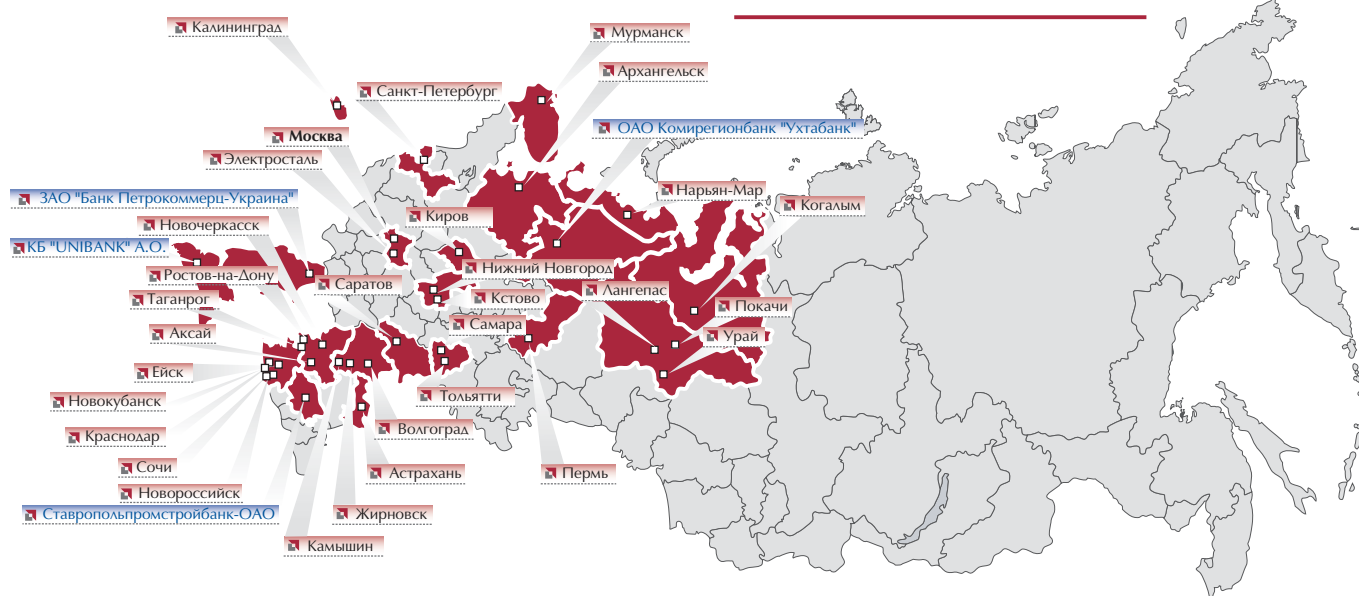 Калининград
Мурманск
Архангельск
Санкт-Петербург
ОАО Комирегионбанк "Ухтабанк"
Москва
Электросталь
Нарьян-Мар
ЗАО "Банк Петрокоммерц-Украина"
Когалым
Киров
Новочеркасск
КБ "UNIBANK" А.О.
Нижний Новгород
Ростов-на-Дону
Саратов
Лангепас
Таганрог
Кстово
Покачи
Аксай
Самара
Урай
Ейск
Тольятти
Новокубанск
Волгоград
Краснодар
Сочи
Астрахань
Пермь
Новороссийск
Ставропольпромстройбанк-ОАО
Жирновск
Камышин